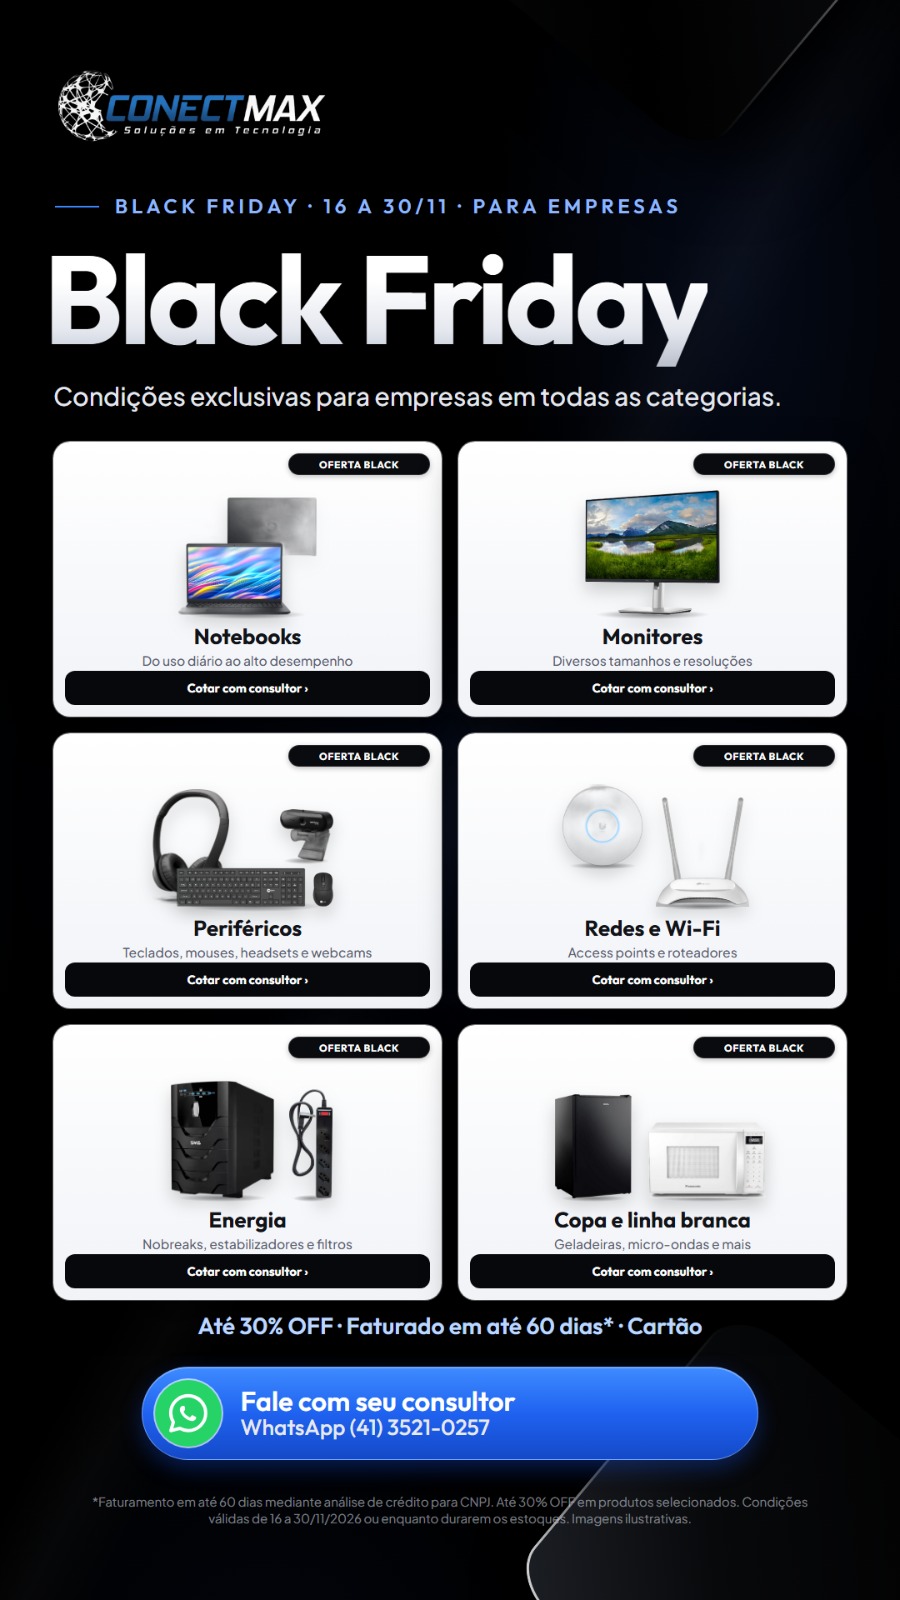 CONECTMAX
Soluções em Tecnologia
BLACK FRIDAY · 16 A 30/11 · PARA EMPRESAS
Black Friday
Condições exclusivas para empresas em todas as categorias.
OFERTA BLACK
Notebooks
Do uso diário ao alto desempenho
Cotar com consultor ›
OFERTA BLACK
Monitores
Diversos tamanhos e resoluções
Cotar com consultor ›
OFERTA BLACK
Periféricos
Teclados, mouses, headsets e webcams
Cotar com consultor ›
OFERTA BLACK
Redes e Wi-Fi
Access points e roteadores
Cotar com consultor ›
OFERTA BLACK
Energia
Nobreaks, estabilizadores e filtros
Cotar com consultor ›
OFERTA BLACK
Copa e linha branca
Geladeiras, micro-ondas e mais
Cotar com consultor ›
Até 30% OFF · Faturado em até 60 dias* · Cartão
Fale com seu consultor
WhatsApp (41) 3521-0257
*Faturamento em até 60 dias mediante análise de crédito para CNPJ. Até 30% OFF em produtos selecionados. Condições
válidas de 16 a 30/11/2026 ou enquanto durarem os estoques. Imagens ilustrativas.